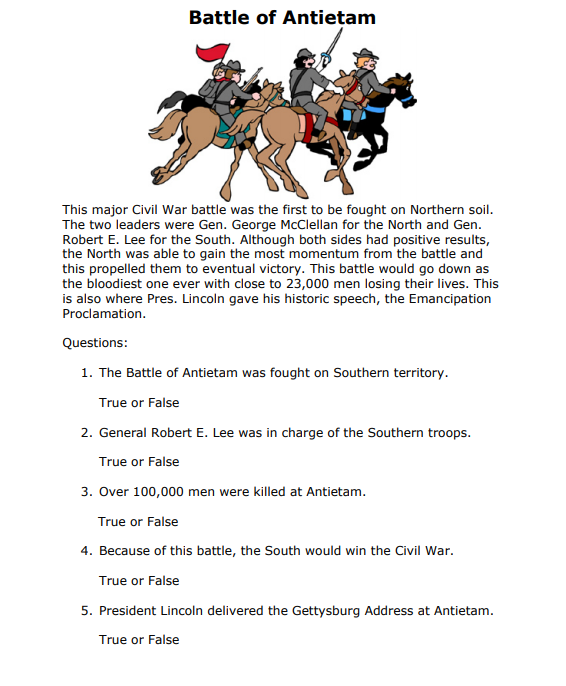 Battle of Antietam
This major Civil War battle was the first to be fought on Northern soil.
The two leaders were Gen. George McClellan for the North and Gen.
Robert E. Lee for the South. Although both sides had positive results,
the North was able to gain the most momentum from the battle and
this propelled them to eventual victory. This battle would go down as
the bloodiest one ever with close to 23,000 men losing their lives. This
is also where Pres. Lincoln gave his historic speech, the Emancipation
Proclamation.
Questions:
1. The Battle of Antietam was fought on Southern territory.
True or False
2. General Robert E. Lee was in charge of the Southern troops.
True or False
3. Over 100,000 men were killed at Antietam.
True or False
4. Because of this battle, the South would win the Civil War.
True or False
5. President Lincoln delivered the Gettysburg Address at Antietam.
True or False